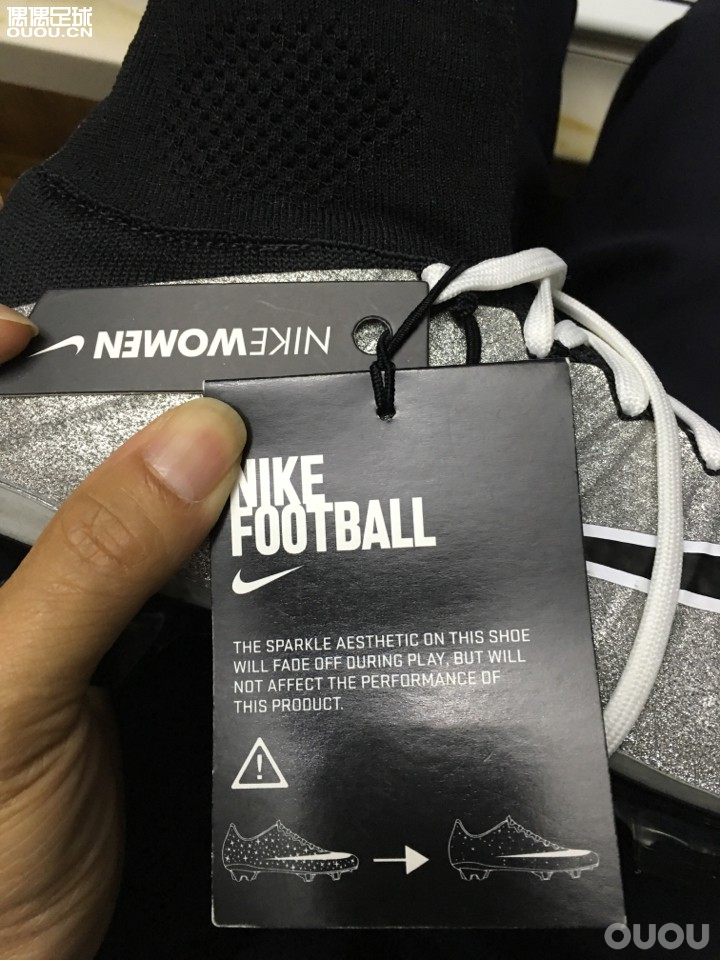 偶偶足球
OUOU.CN
NIKEWOMEN
NIKE
FOOTBALL
THE SPARKLE AESTHETIC ON THIS SHOE
WILL FADE OFF DURING PLAY, BUT WILL
NOT AFFECT THE PERFORMANCE OF
THIS PRODUCT.
!
OUOU